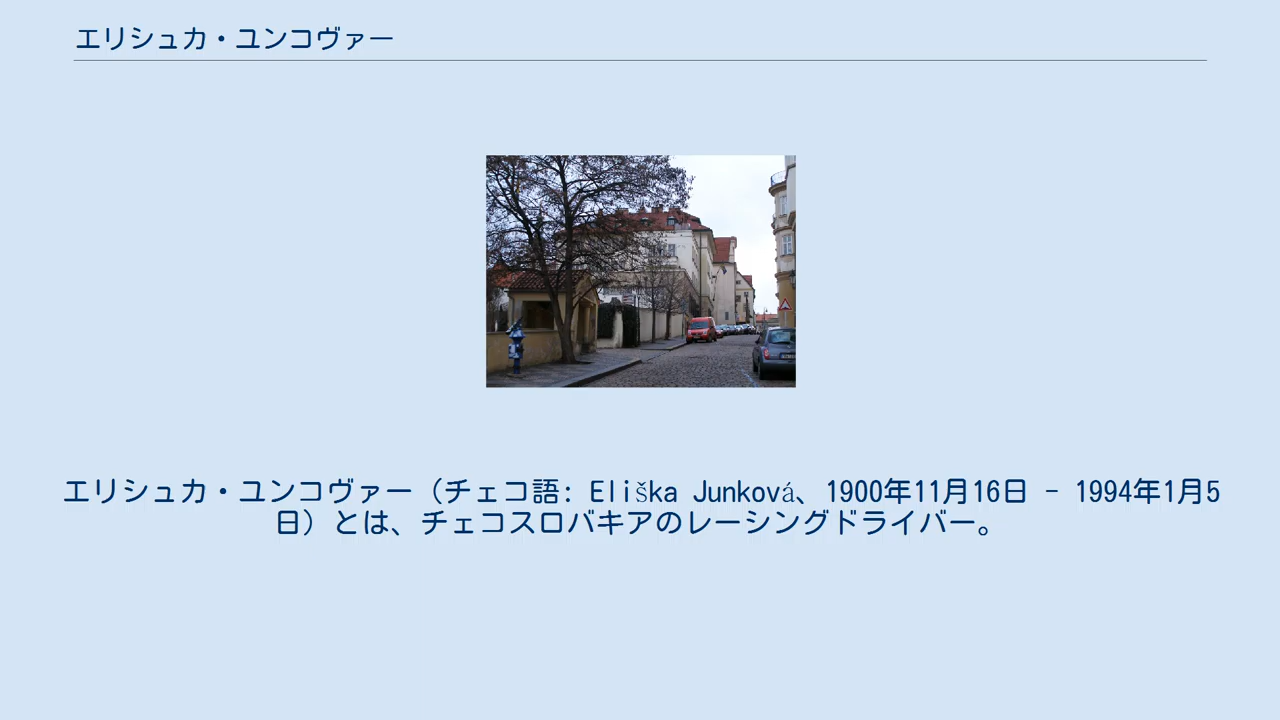 エリシュカ・ユンコヴァー
エリシュカ・ユンコヴァー（チェコ語: Eliška Junková、1900年11月16日 - 1994年1月5
日）とは、チェコスロバキアのレーシングドライバー。